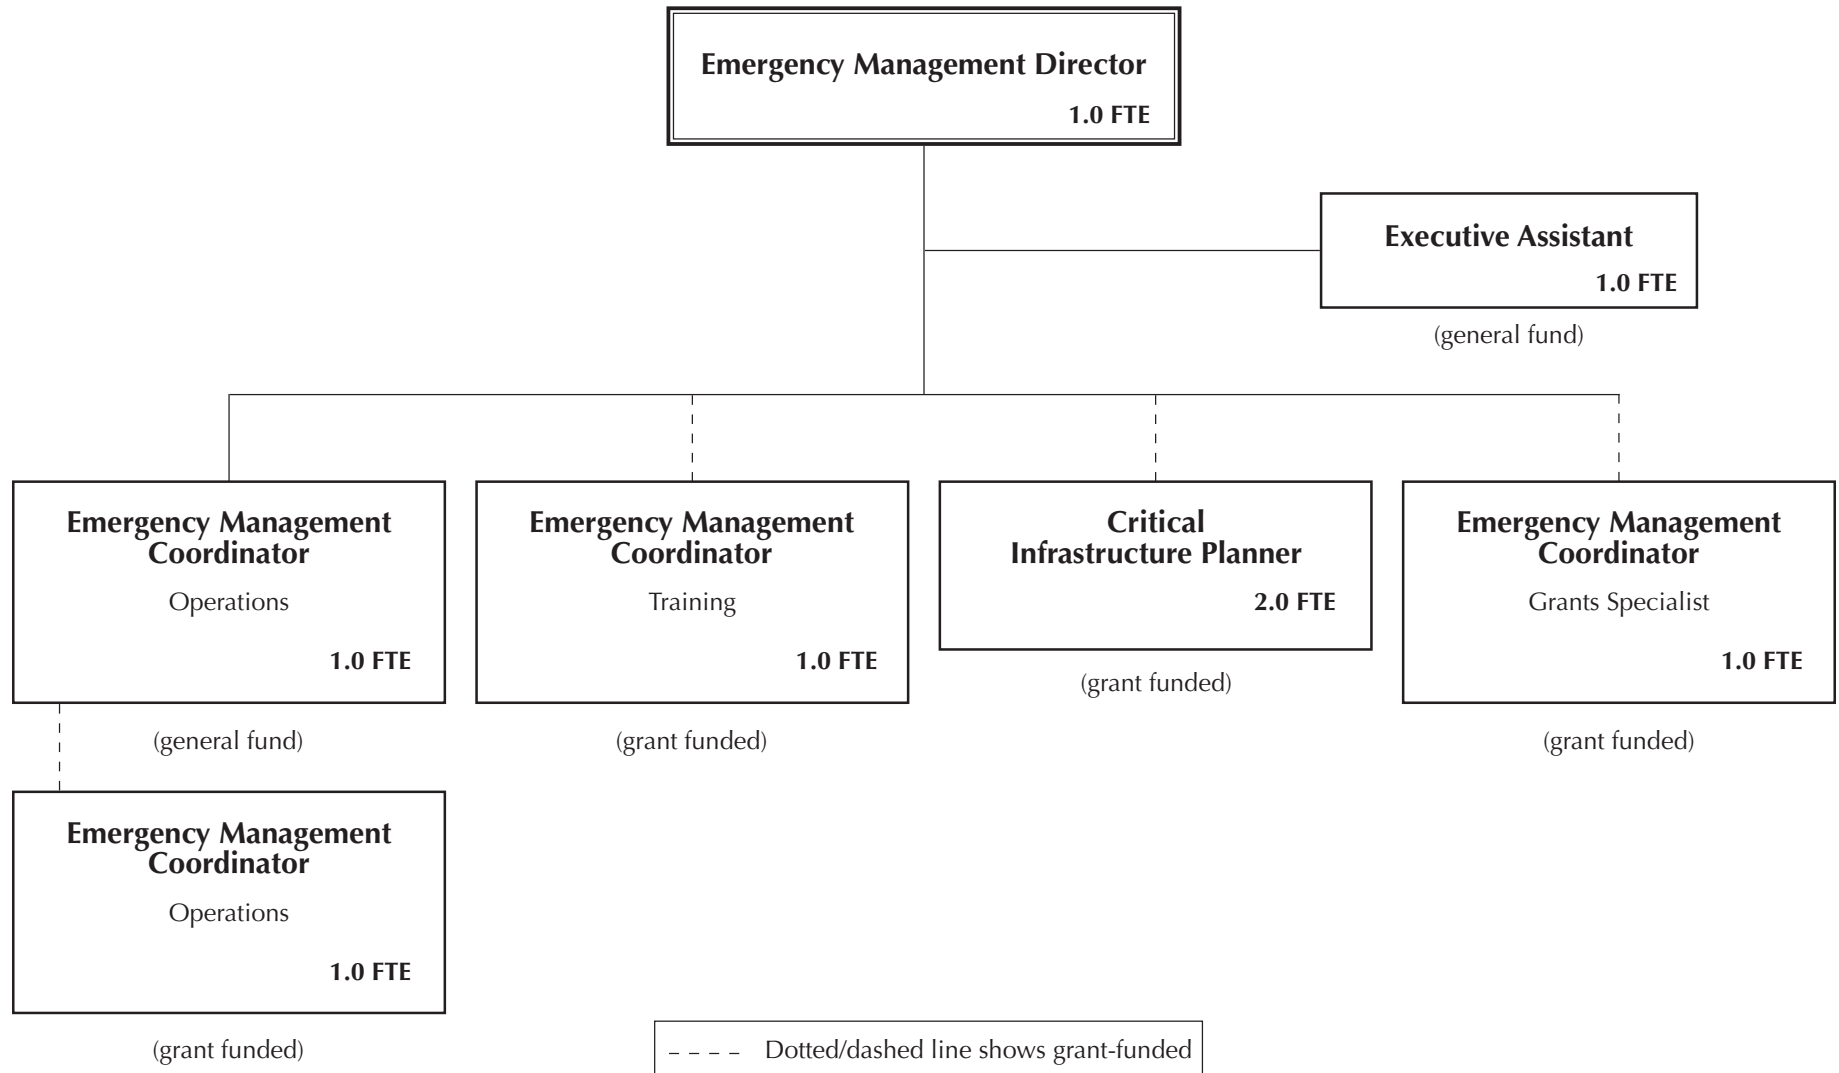 Emergency Management Director
1.0 FTE
Executive Assistant
1.0 FTE
(general fund)
Emergency Management
Coordinator
Operations
1.0 FTE
(general fund)
Emergency Management
Coordinator
Training
1.0 FTE
(grant funded)
Critical
Infrastructure Planner
2.0 FTE
(grant funded)
Emergency Management
Coordinator
Grants Specialist
1.0 FTE
(grant funded)
Emergency Management
Coordinator
Operations
1.0 FTE
(grant funded)
Dotted/dashed line shows grant-funded